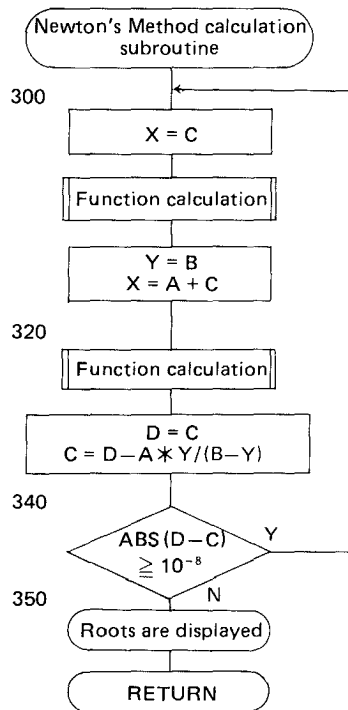 Newton's Method calculation
subroutine
300
X = C
Function calculation
Y = B
X = A + C
320
Function calculation
D = C
C = D – A * Y/(B–Y)
340
ABS (D – C)
≧ 10⁻⁸
Y
N
350
Roots are displayed
RETURN